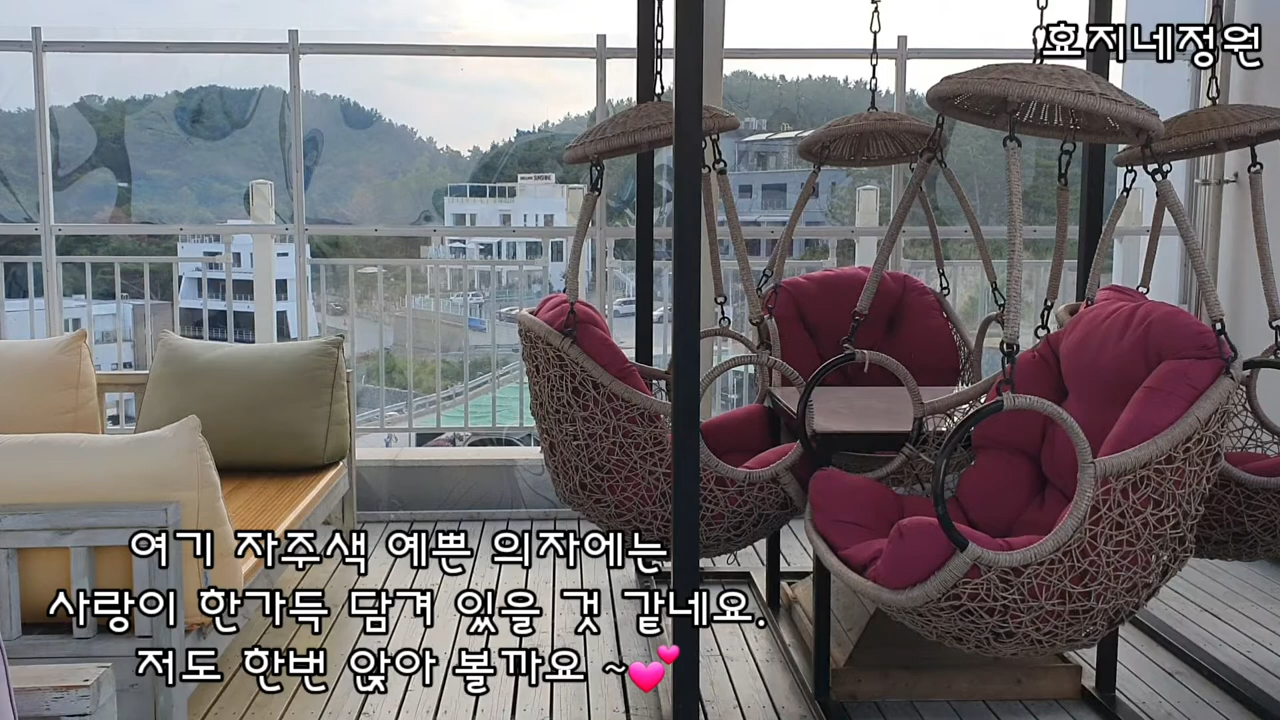 효지네정원
여기 자주색 예쁜 의자에는
사랑이 한가득 담겨 있을 것 같네요.
저도 한번 앉아 볼까요 ~💕